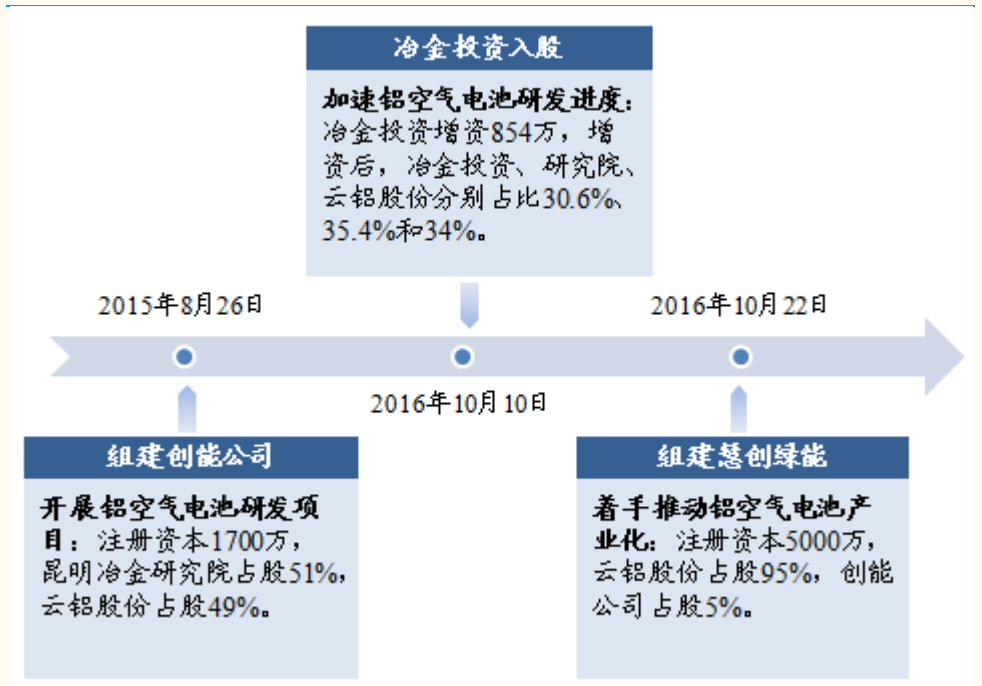 冶金投资入股
加速铝空气电池研发进度：
冶金投资增资854万，增
资后，冶金投资、研究院、
云铝股份分别占比30.6%、
35.4%和34%。
2015年8月26日
2016年10月22日
2016年10月10日
组建创能公司
开展铝空气电池研发项
目：注册资本1700万，
昆明冶金研究院占股51%，
云铝股份占股49%。
组建慧创绿能
着手推动铝空气电池产
业化：注册资本5000万，
云铝股份占股95%，创能
公司占股5%。